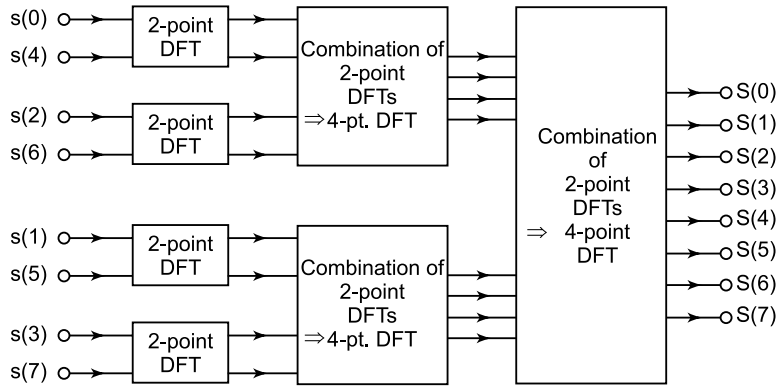 s(0)
s(4)
s(2)
s(6)
s(1)
s(5)
s(3)
s(7)
2-point
DFT
2-point
DFT
2-point
DFT
2-point
DFT
Combination of
2-point
DFTs
⇒4-pt. DFT
Combination of
2-point
DFTs
⇒4-pt. DFT
Combination
of
2-point
DFTs
⇒ 4-point
DFT
S(0)
S(1)
S(2)
S(3)
S(4)
S(5)
S(6)
S(7)